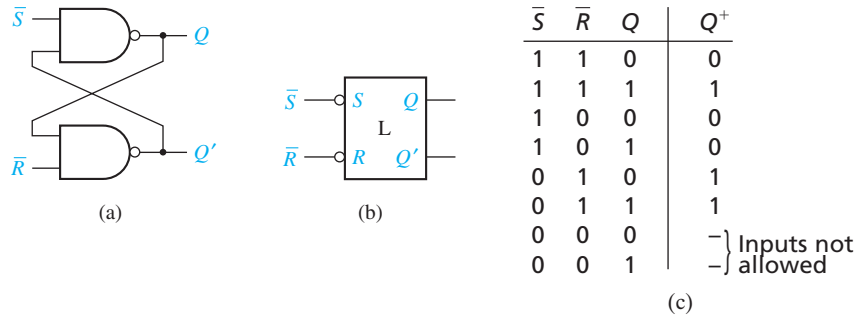 S̅ Q
R̅ Q′
(a)
S̅ S Q
L
R̅ R Q′
(b)
S̅ R̅ Q Q⁺
1 1 0 0
1 1 1 1
1 0 0 0
1 0 1 0
0 1 0 1
0 1 1 1
0 0 0 – Inputs not
0 0 1 – allowed
(c)